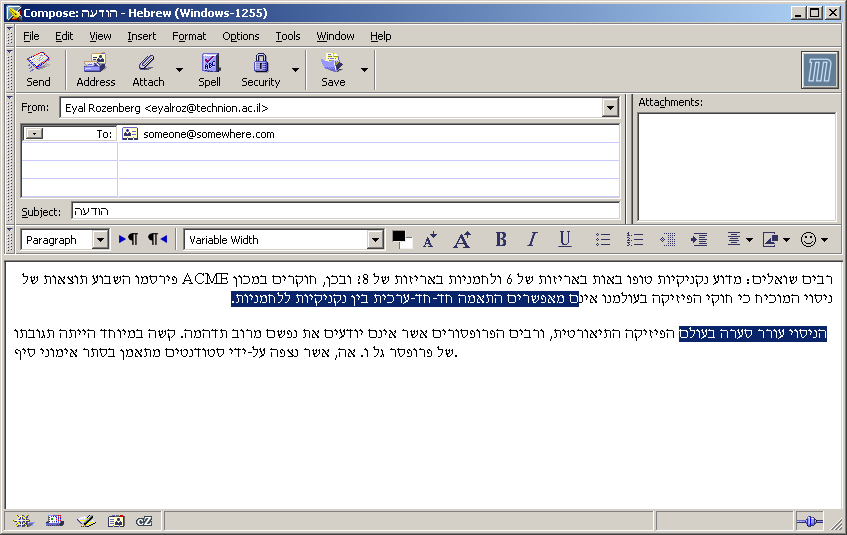 Compose: הודעה - Hebrew (Windows-1255)
File Edit View Insert Format Options Tools Window Help
Send Address Attach Spell Security Save
From: Eyal Rozenberg <eyalroz@technion.ac.il>
Attachments:
To: someone@somewhere.com
Subject: הודעה
Paragraph Variable Width A A B I U
רבים שואלים: מדוע נקניקיות טופו באות באריזות של 6 ולחמניות באריזות של 8? ובכן, חוקרים במכון ACME פירסמו השבוע תוצאות של
ניסוי המוכיח כי חוקי הפיזיקה בעולמנו אינם מאפשרים התאמה חד-חד-ערכית בין נקניקיות ללחמניות.
הניסוי עורר סערה בעולם הפיזיקה התיאורטית, ורבים הפרופסורים אשר אינם יודעים את נפשם מרוב תדהמה. קשה במיוחד הייתה תגובתו
של פרופסר גל ו. אה, אשר נצפה על-ידי סטודנטים מתאמן בסתר אימוני סיף.
cZ